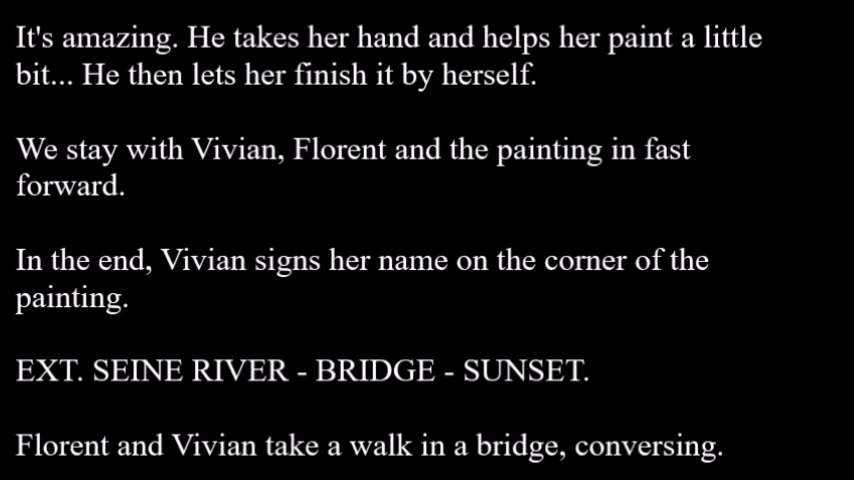 It's amazing. He takes her hand and helps her paint a little
bit... He then lets her finish it by herself.
We stay with Vivian, Florent and the painting in fast
forward.
In the end, Vivian signs her name on the corner of the
painting.
EXT. SEINE RIVER - BRIDGE - SUNSET.
Florent and Vivian take a walk in a bridge, conversing.